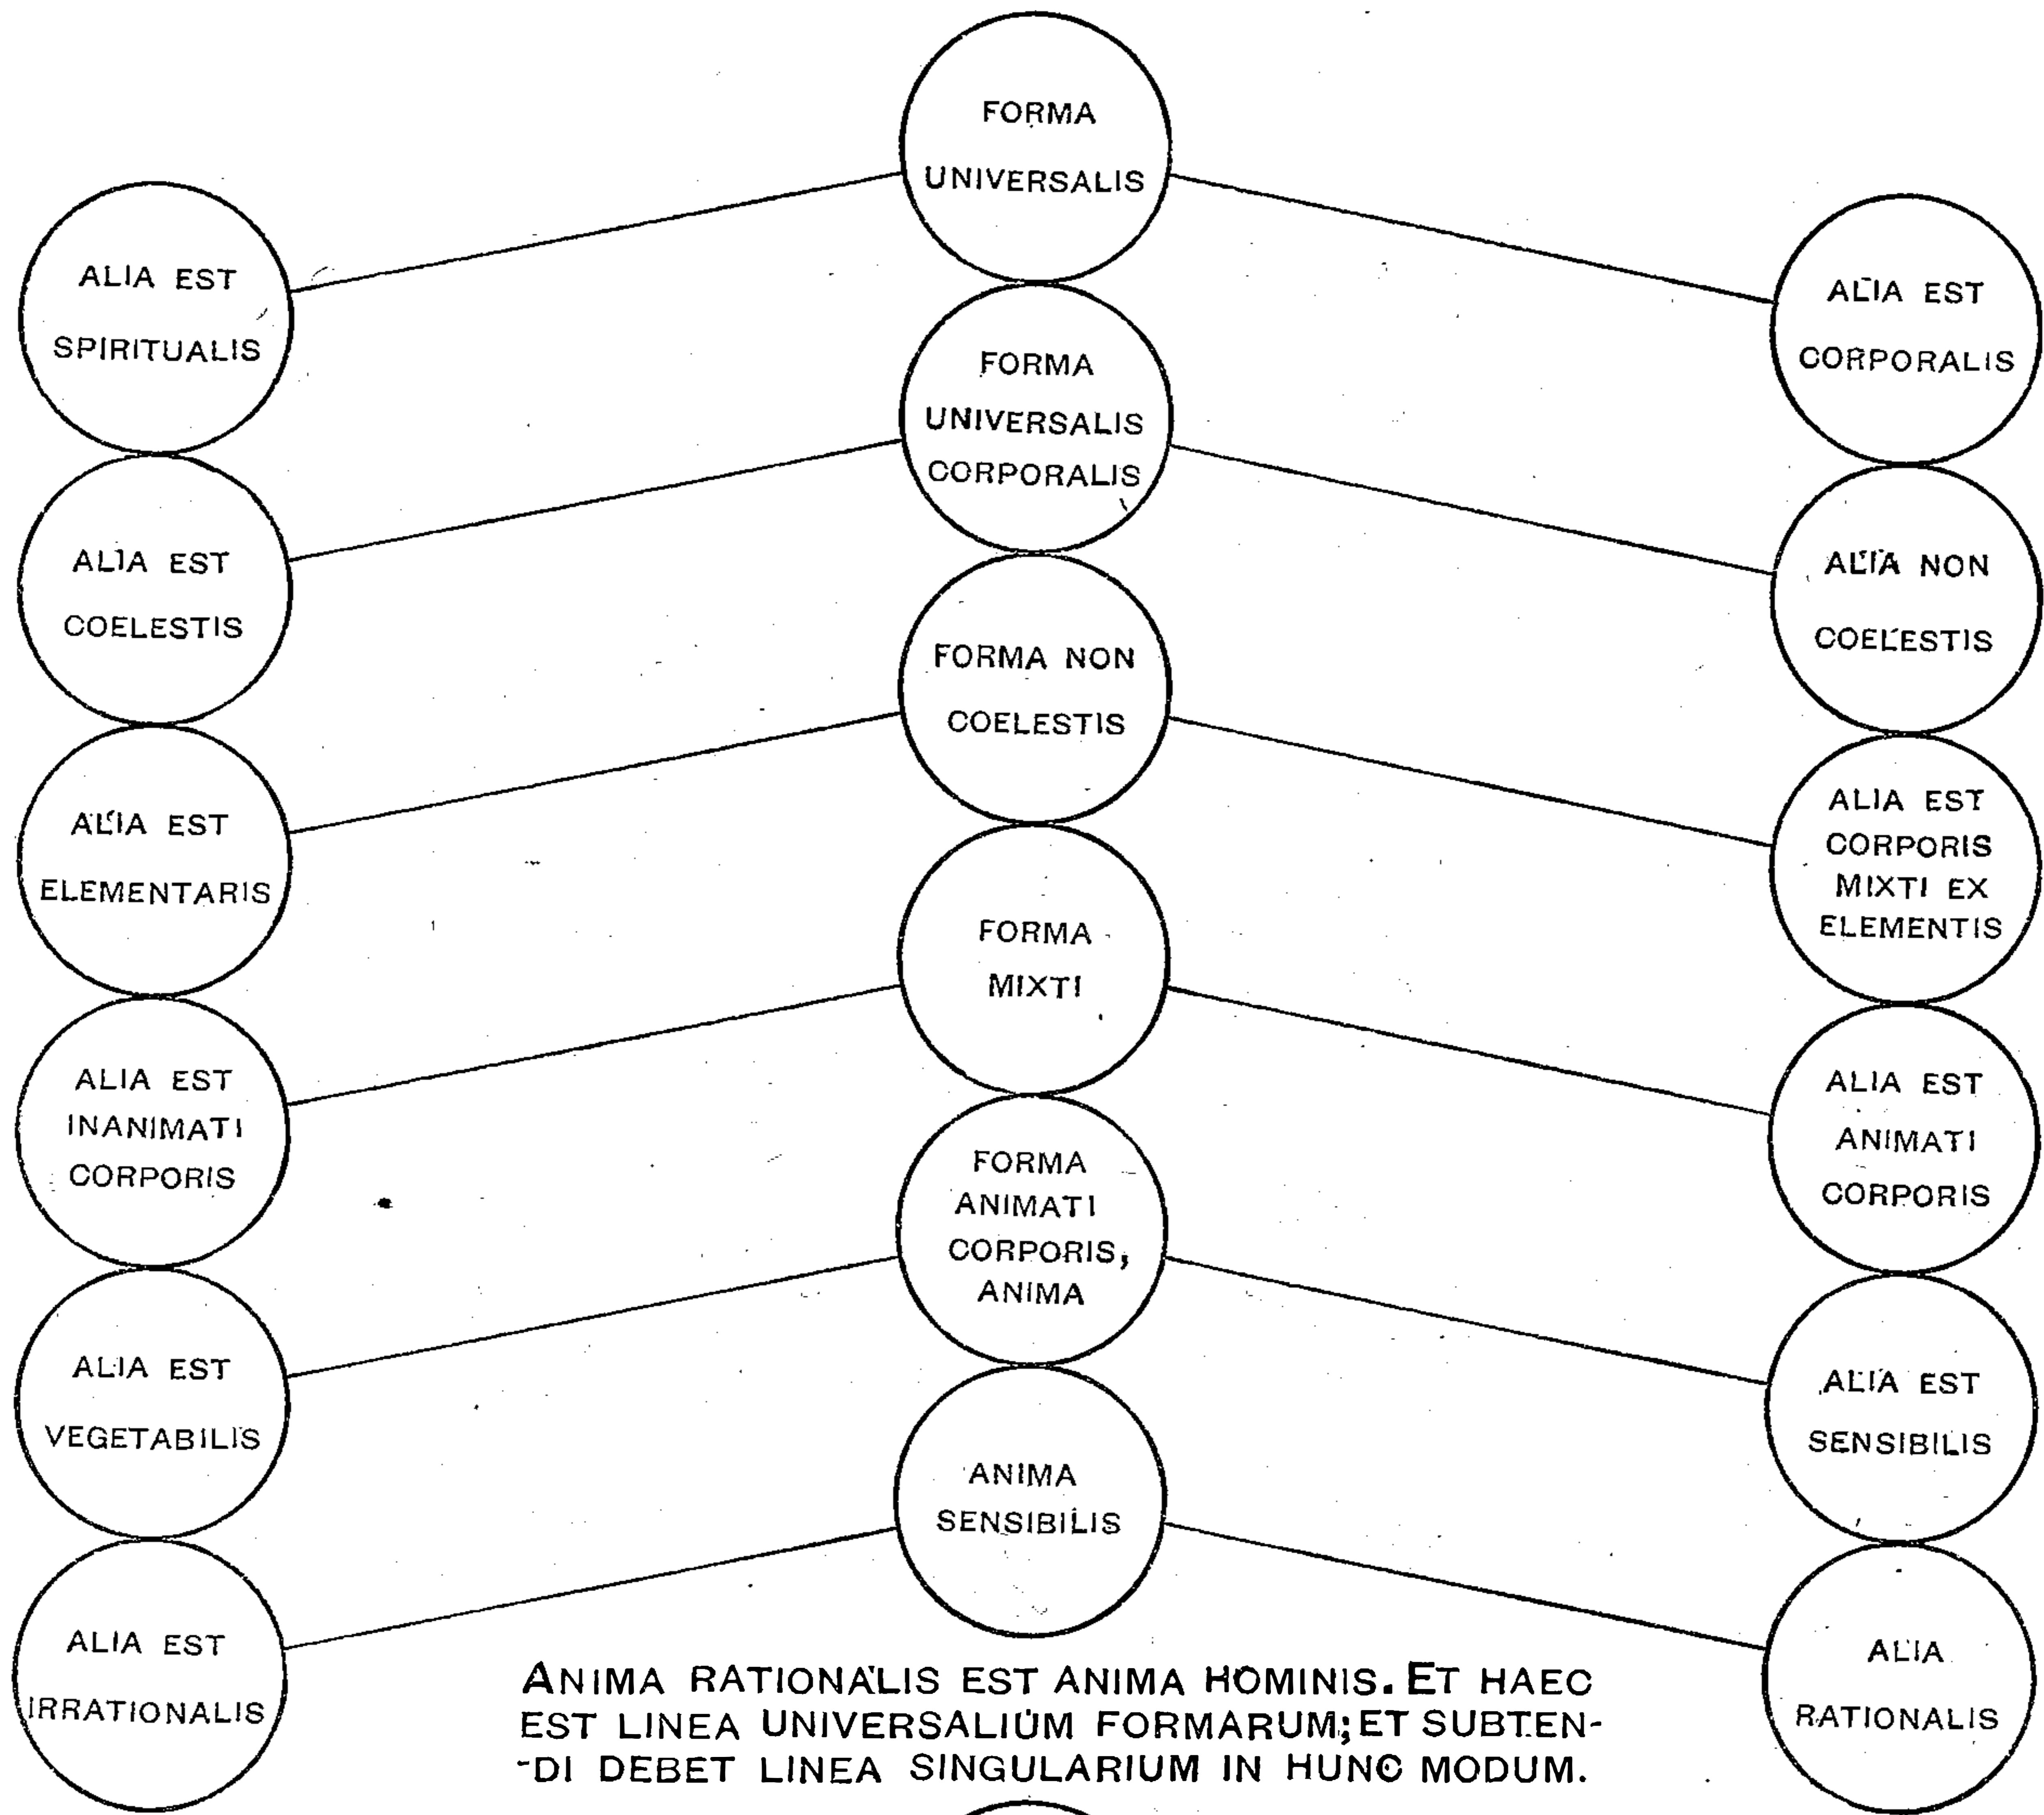 FORMA
UNIVERSALIS
ALIA EST
SPIRITUALIS
ALIA EST
CORPORALIS
FORMA
UNIVERSALIS
CORPORALIS
ALIA EST
COELESTIS
ALIA NON
COELESTIS
FORMA NON
COELESTIS
ALIA EST
ELEMENTARIS
ALIA EST
CORPORIS
MIXTI EX
ELEMENTIS
FORMA
MIXTI
ALIA EST
INANIMATI
CORPORIS
ALIA EST
ANIMATI
CORPORIS
FORMA
ANIMATI
CORPORIS,
ANIMA
ALIA EST
VEGETABILIS
ALIA EST
SENSIBILIS
ANIMA
SENSIBILIS
ALIA EST
IRRATIONALIS
ALIA
RATIONALIS
ANIMA RATIONALIS EST ANIMA HOMINIS. ET HAEC
EST LINEA UNIVERSALIUM FORMARUM; ET SUBTEN-
-DI DEBET LINEA SINGULARIUM IN HUNC MODUM.